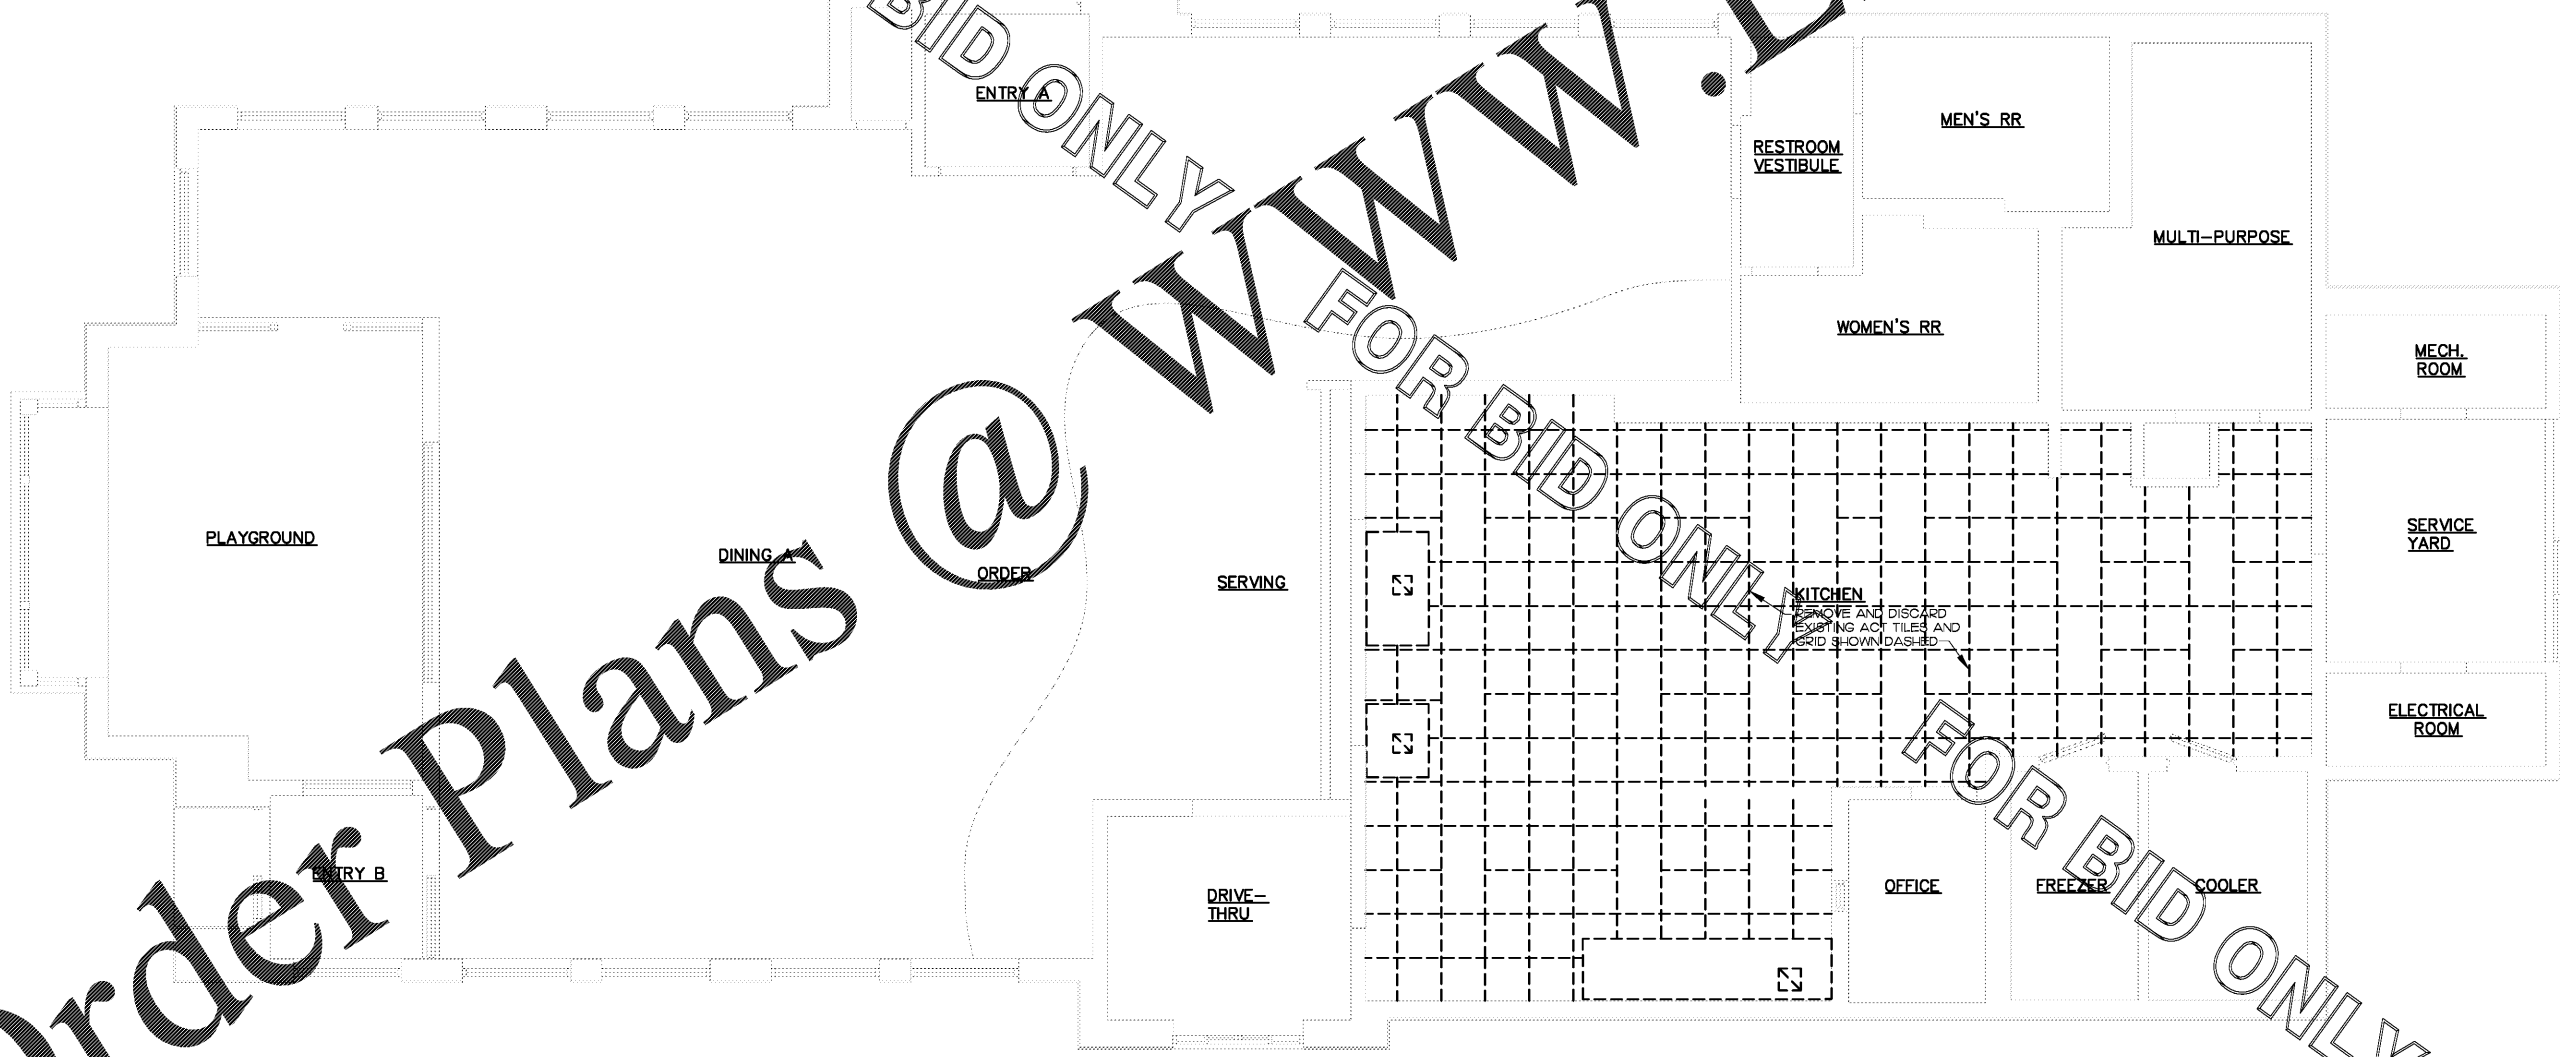 BID ONLY
ENTRY A
MEN'S RR
RESTROOM
VESTIBULE
MULTI-PURPOSE
FOR BID ONLY
WOMEN'S RR
MECH.
ROOM
PLAYGROUND
DINING A
ORDER
SERVING
SERVICE
YARD
KITCHEN
REMOVE AND DISCARD
EXISTING ACT TILES AND
GRID SHOWN DASHED
ELECTRICAL
ROOM
FOR BID ONLY
ENTRY B
DRIVE-
THRU
OFFICE
FREEZER
COOLER
Order Plans @ WWW.